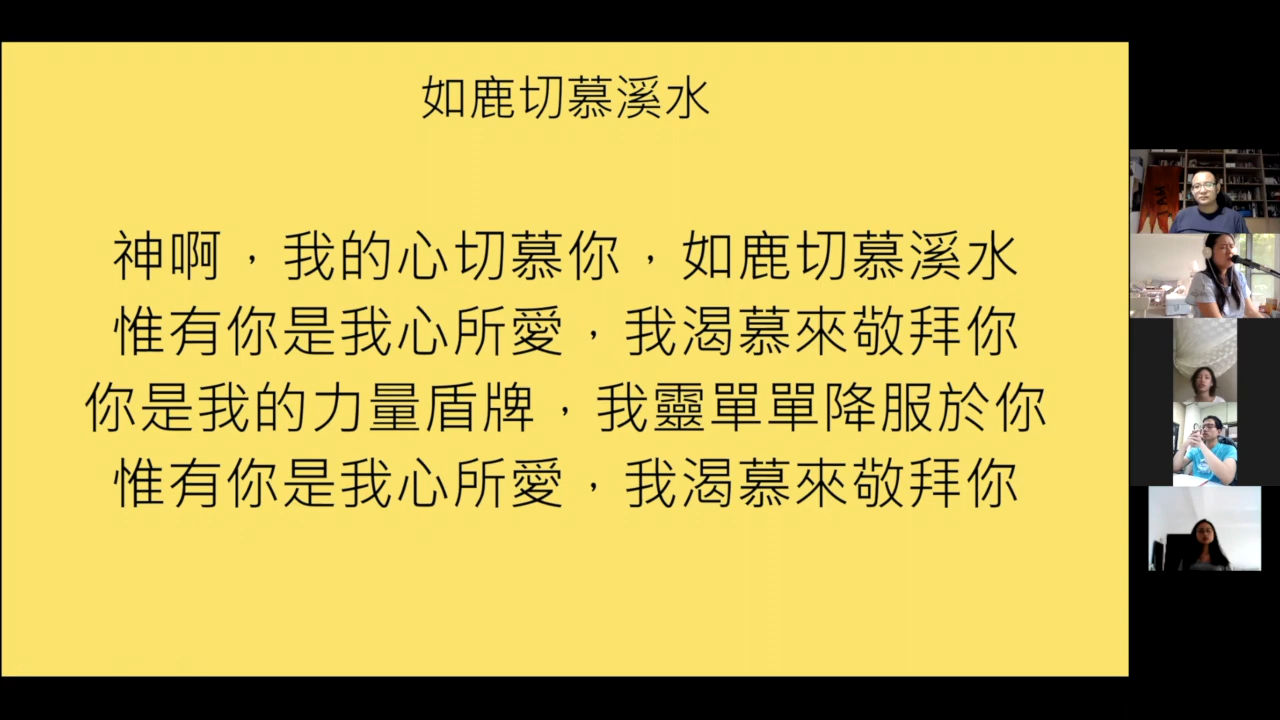 如鹿切慕溪水
神啊，我的心切慕你，如鹿切慕溪水
惟有你是我心所愛，我渴慕來敬拜你
你是我的力量盾牌，我靈單單降服於你
惟有你是我心所愛，我渴慕來敬拜你
I AM